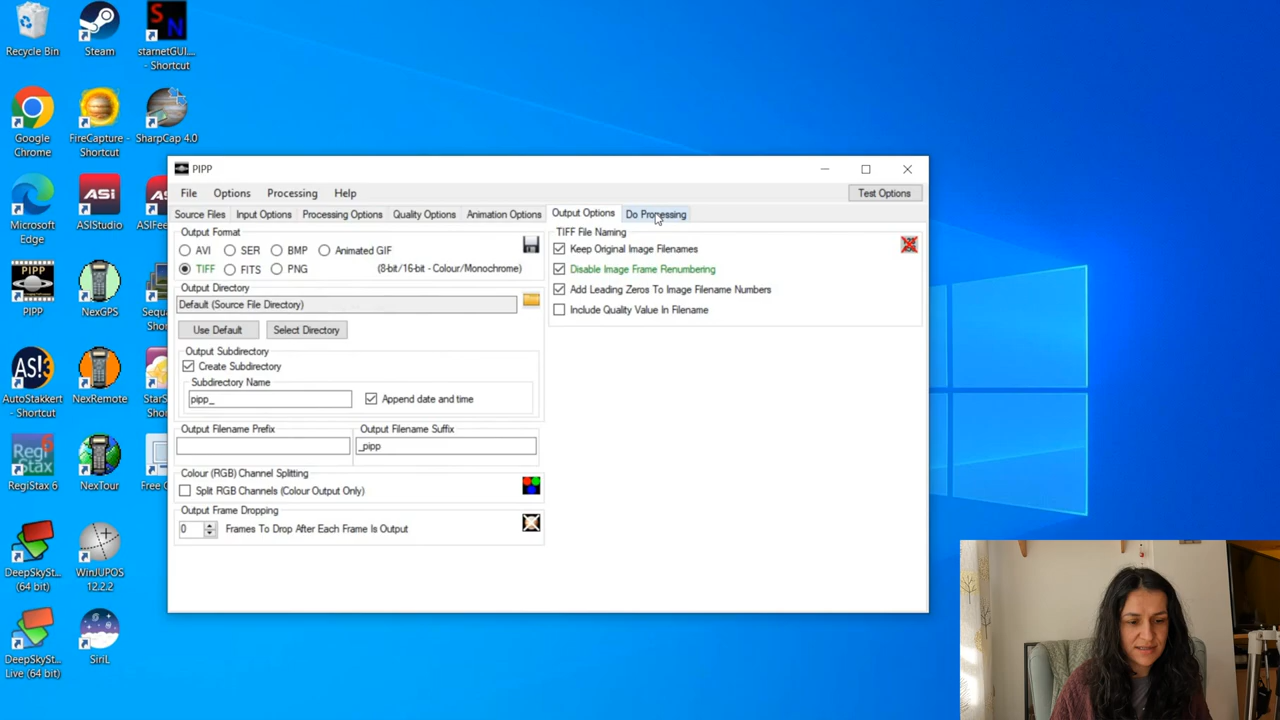 Recycle Bin
Steam
starnetGUI....
- Shortcut
Google
Chrome
FireCapture -
Shortcut
SharpCap 4.0
Microsoft
Edge
ASI
ASIStudio
PIPP
NexGPS
AS!3
AutoStakkert
- Shortcut
NexRemote
RegiStax 6
NexTour
DeepSkySt...
(64 bit)
WinJUPOS
12.2.2
DeepSkySt...
Live (64 bit)
SiriL
PIPP
File
Options
Processing
Help
Test Options
Source Files
Input Options
Processing Options
Quality Options
Animation Options
Output Options
Do Processing
Output Format
AVI
SER
BMP
Animated GIF
TIFF
FITS
PNG
(8-bit/16-bit - Colour/Monochrome)
Output Directory
Default (Source File Directory)
Use Default
Select Directory
Output Subdirectory
Create Subdirectory
Subdirectory Name
pipp_
Append date and time
Output Filename Prefix
Output Filename Suffix
_pipp
Colour (RGB) Channel Splitting
Split RGB Channels (Colour Output Only)
Output Frame Dropping
0
Frames To Drop After Each Frame Is Output
TIFF File Naming
Keep Original Image Filenames
Disable Image Frame Renumbering
Add Leading Zeros To Image Filename Numbers
Include Quality Value In Filename